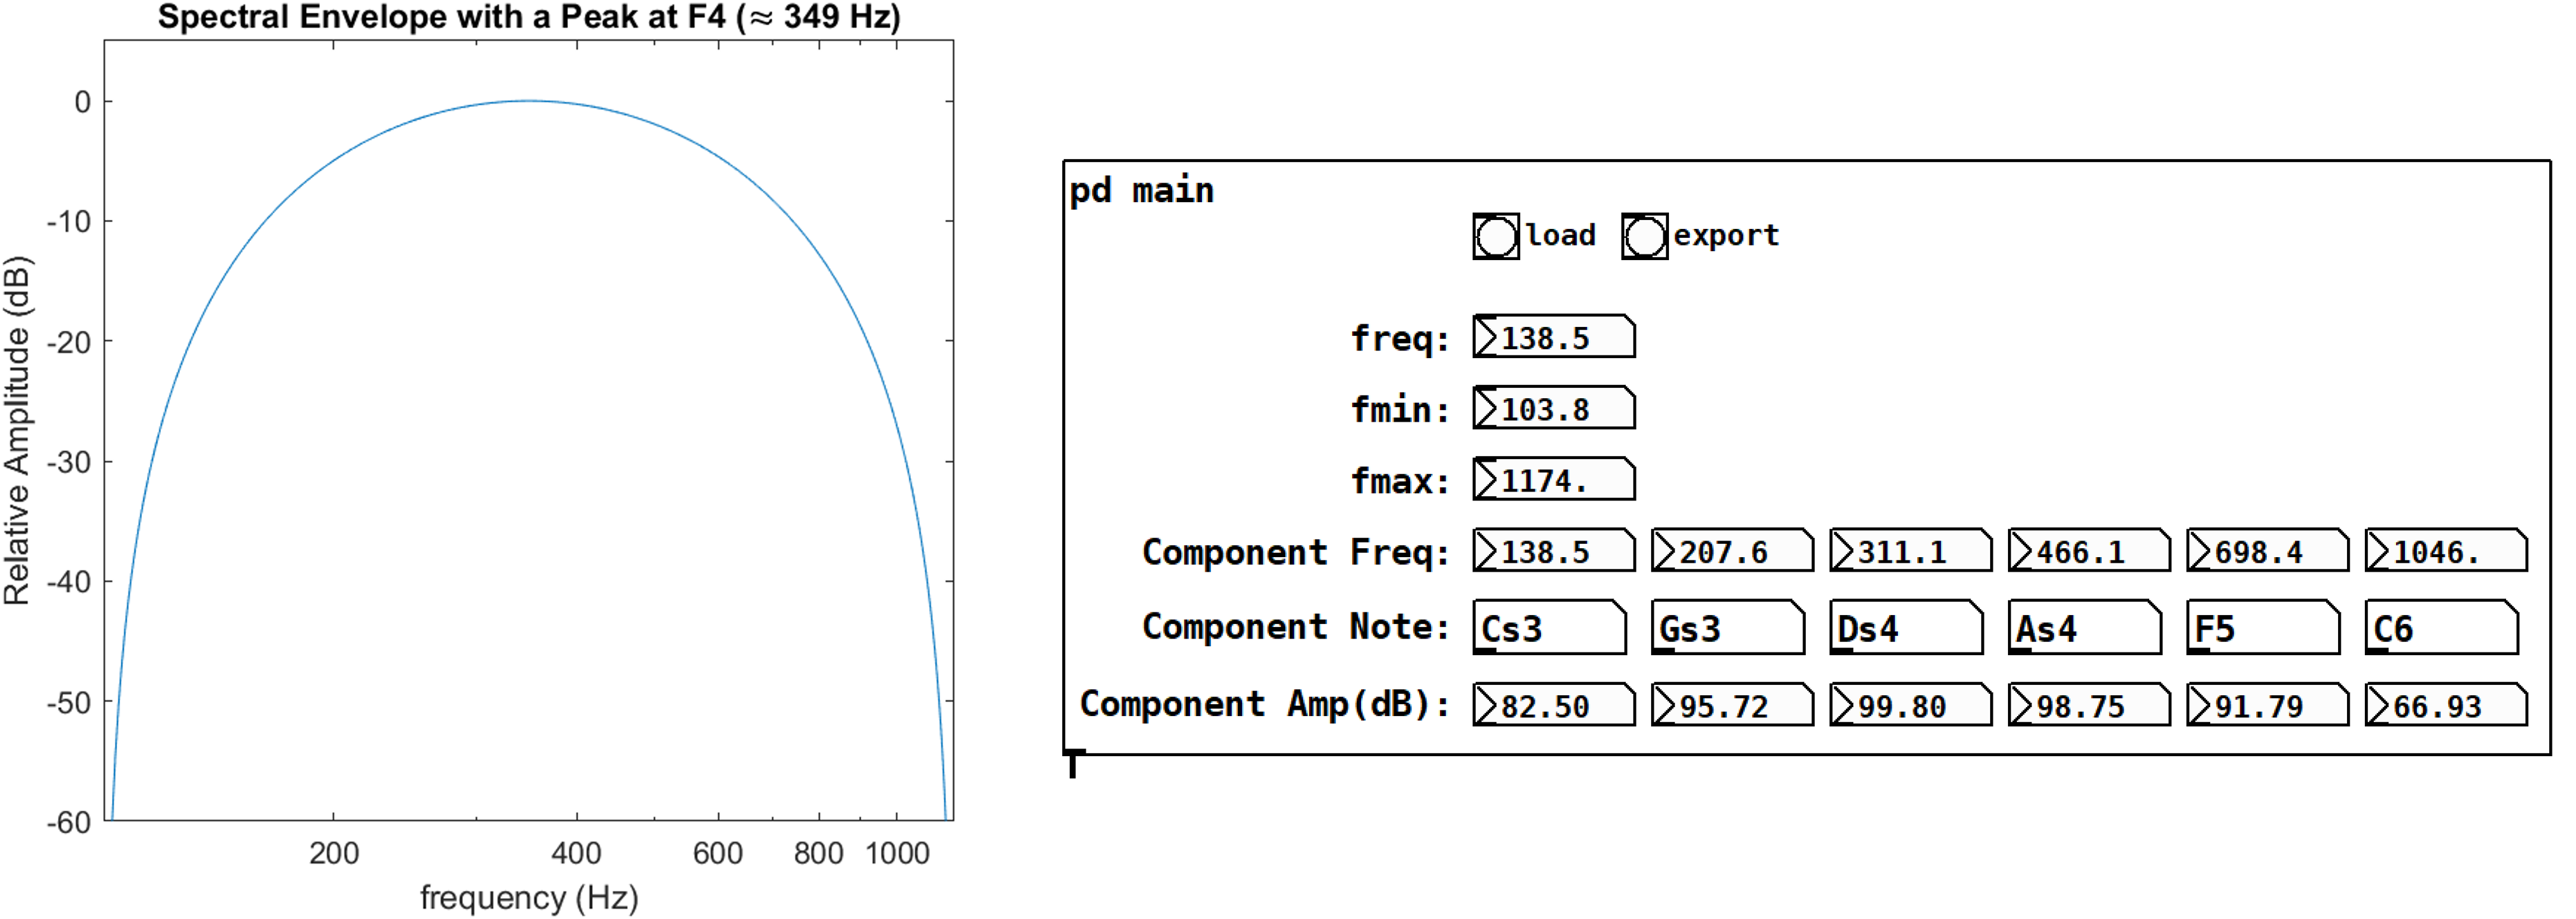 Spectral Envelope with a Peak at F4 (≈ 349 Hz)
Relative Amplitude (dB)
0
-10
-20
-30
-40
-50
-60
200 400 600 800 1000
frequency (Hz)
pd main
load export
freq: 138.5
fmin: 103.8
fmax: 1174.
Component Freq: 138.5 207.6 311.1 466.1 698.4 1046.
Component Note: Cs3 Gs3 Ds4 As4 F5 C6
Component Amp(dB): 82.50 95.72 99.80 98.75 91.79 66.93